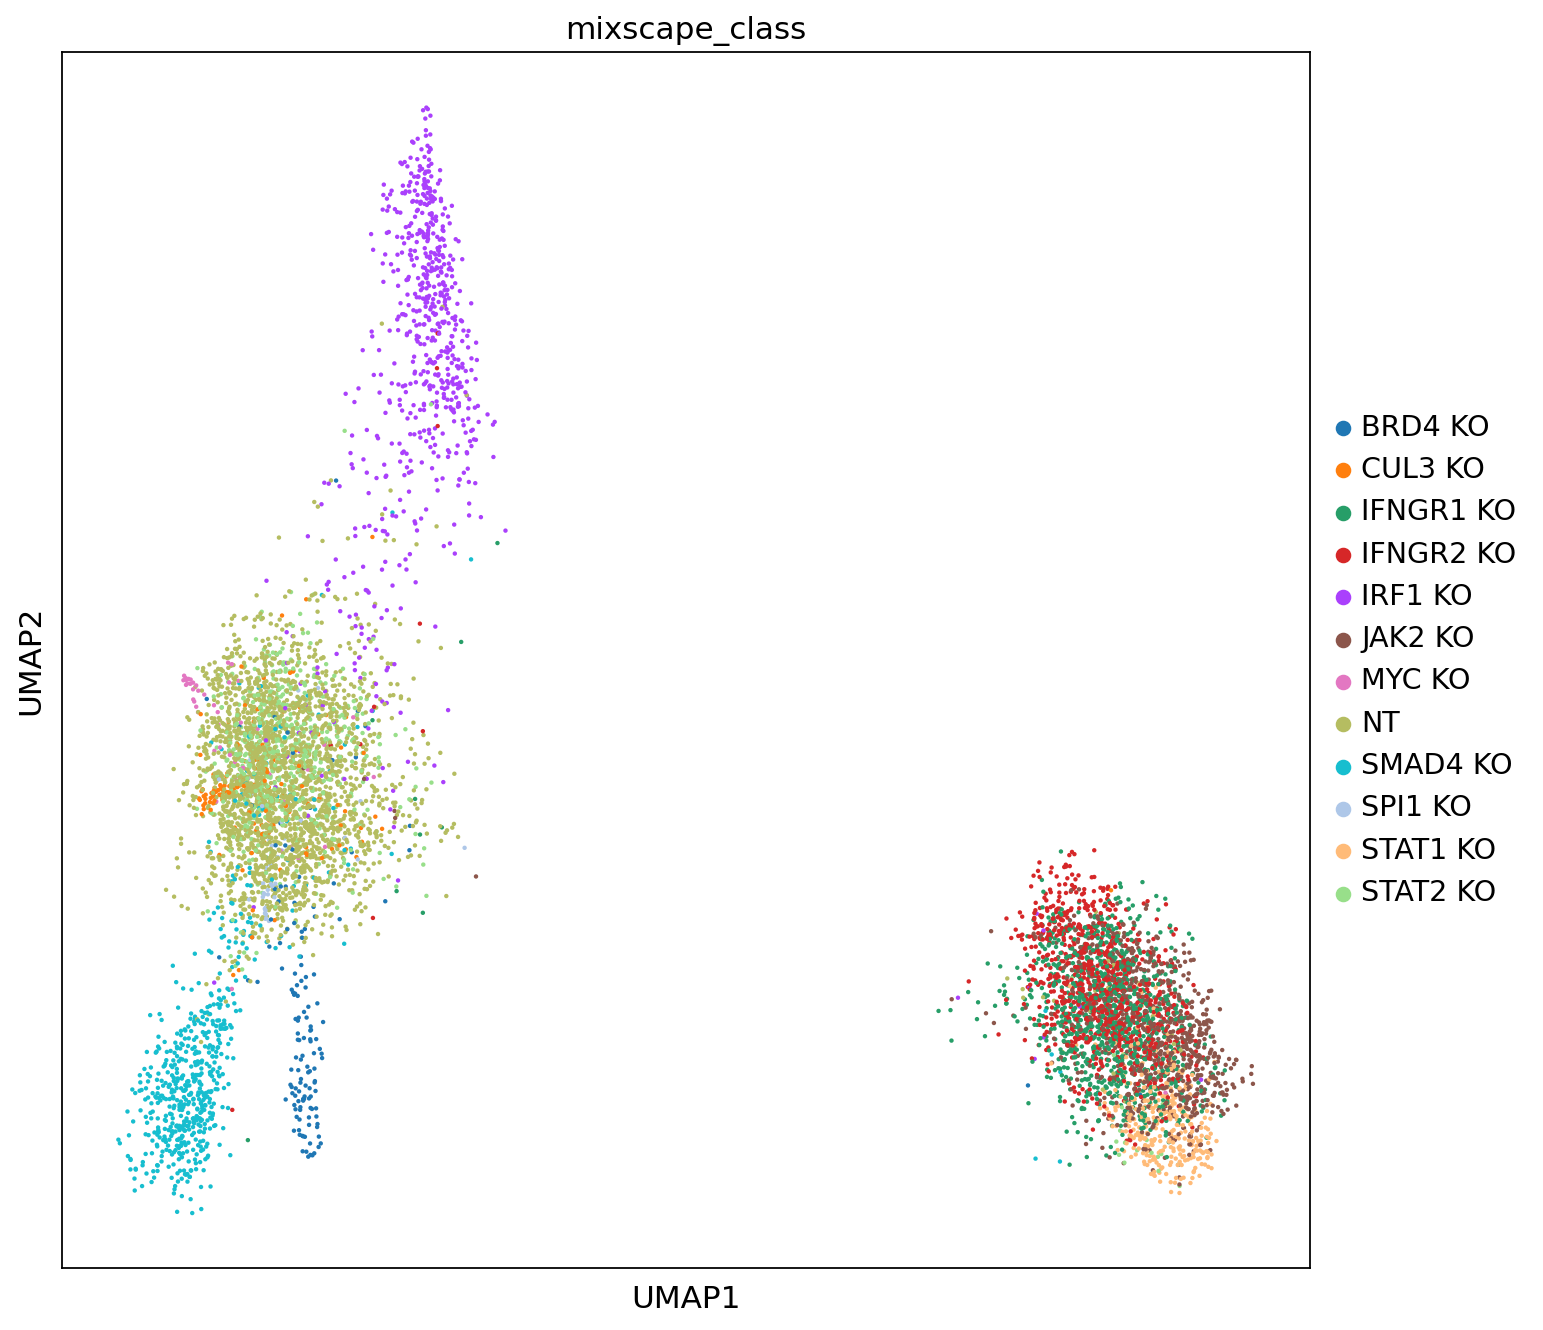 mixscape_class
UMAP2
UMAP1
BRD4 KO
CUL3 KO
IFNGR1 KO
IFNGR2 KO
IRF1 KO
JAK2 KO
MYC KO
NT
SMAD4 KO
SPI1 KO
STAT1 KO
STAT2 KO